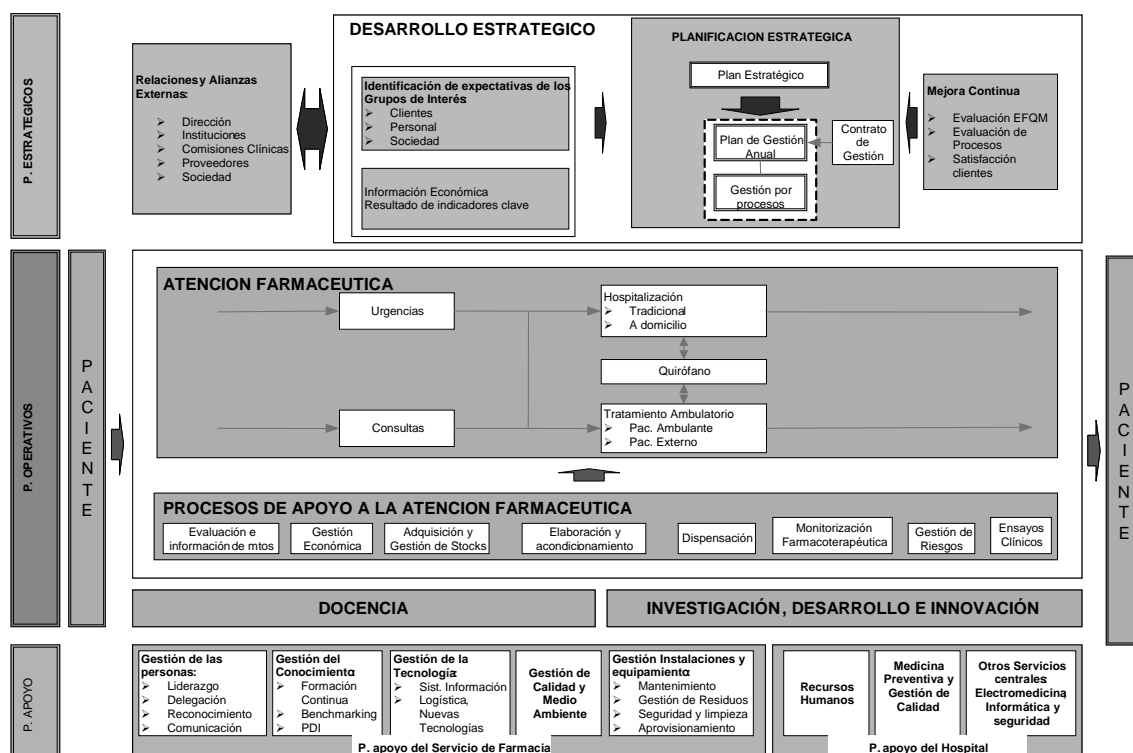 P. ESTRATEGICOS
Relaciones y Alianzas
Externas:
➢ Dirección
➢ Instituciones
➢ Comisiones Clínicas
➢ Proveedores
➢ Sociedad
DESARROLLO ESTRATEGICO
Identificación de expectativas de los
Grupos de Interés
➢ Clientes
➢ Personal
➢ Sociedad
Información Económica
Resultado de indicadores clave
PLANIFICACION ESTRATEGICA
Plan Estratégico
Plan de Gestión
Anual
Contrato
de
Gestión
Gestión por
procesos
Mejora Continua
➢ Evaluación EFQM
➢ Evaluación de
Procesos
➢ Satisfacción
clientes
P. OPERATIVOS
PACIENTE
ATENCION FARMACEUTICA
Urgencias
Hospitalización
➢ Tradicional
➢ A domicilio
Quirófano
Consultas
Tratamiento Ambulatorio
➢ Pac. Ambulante
➢ Pac. Externo
PROCESOS DE APOYO A LA ATENCION FARMACEUTICA
Evaluación e
información de mtos
Gestión
Económica
Adquisición y
Gestión de Stocks
Elaboración y
acondicionamiento
Dispensación
Monitorización
Farmacoterapéutica
Gestión de
Riesgos
Ensayos
Clínicos
PACIENTE
DOCENCIA
INVESTIGACIÓN, DESARROLLO E INNOVACIÓN
P. APOYO
Gestión de las
personas:
➢ Liderazgo
➢ Delegación
➢ Reconocimiento
➢ Comunicación
Gestión del
Conocimiento:
➢ Formación
Continua
➢ Benchmarking
➢ PDI
Gestión de la
Tecnología:
➢ Sist. Información
➢ Logística,
Nuevas
Tecnologías
Gestión de
Calidad y
Medio
Ambiente
Gestión Instalaciones y
equipamiento:
➢ Mantenimiento
➢ Gestión de Residuos
➢ Seguridad y limpieza
➢ Aprovisionamiento
P. apoyo del Servicio de Farmacia
Recursos
Humanos
Medicina
Preventiva y
Gestión de
Calidad
Otros Servicios
centrales:
Electromedicina,
Informática y
seguridad
P. apoyo del Hospital